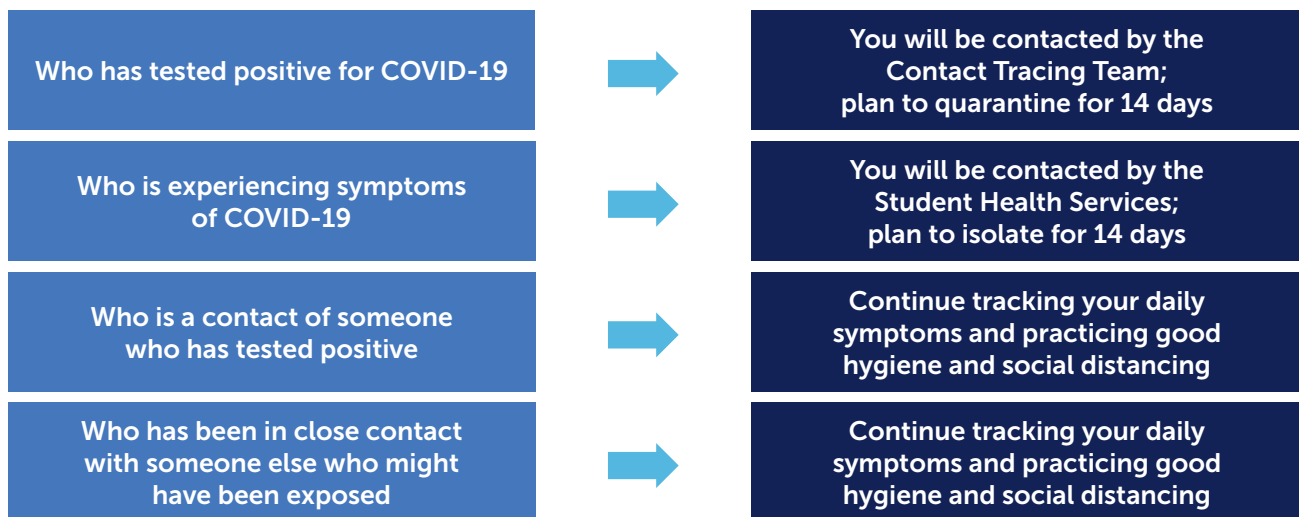 Who has tested positive for COVID-19
You will be contacted by the
Contact Tracing Team;
plan to quarantine for 14 days
Who is experiencing symptoms
of COVID-19
You will be contacted by the
Student Health Services;
plan to isolate for 14 days
Who is a contact of someone
who has tested positive
Continue tracking your daily
symptoms and practicing good
hygiene and social distancing
Who has been in close contact
with someone else who might
have been exposed
Continue tracking your daily
symptoms and practicing good
hygiene and social distancing